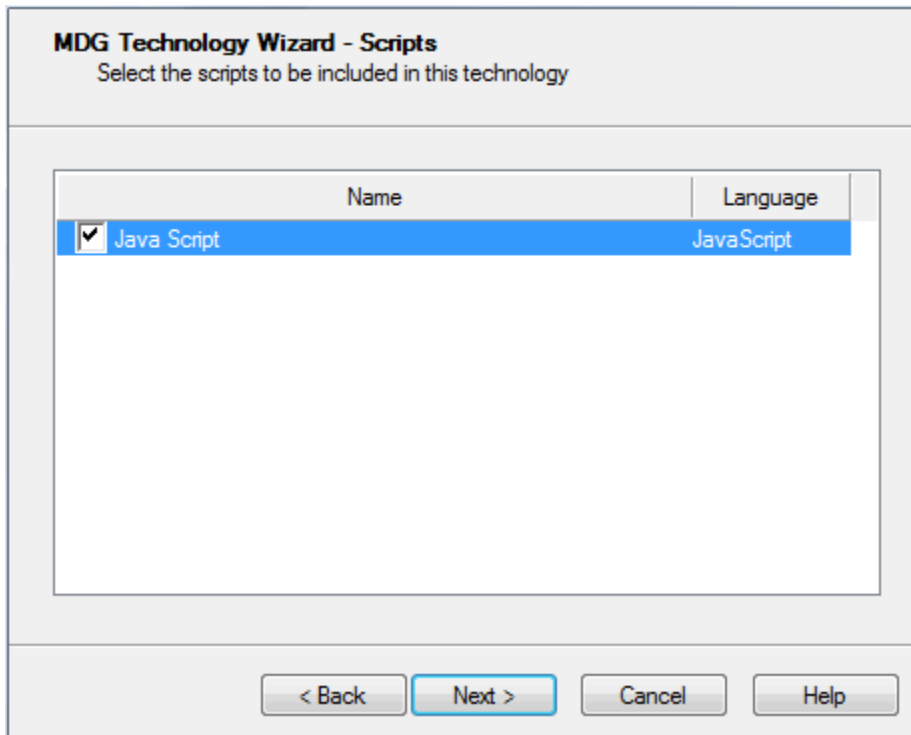 MDG Technology Wizard - Scripts
Select the scripts to be included in this technology
Name Language
Java Script JavaScript
< Back Next > Cancel Help